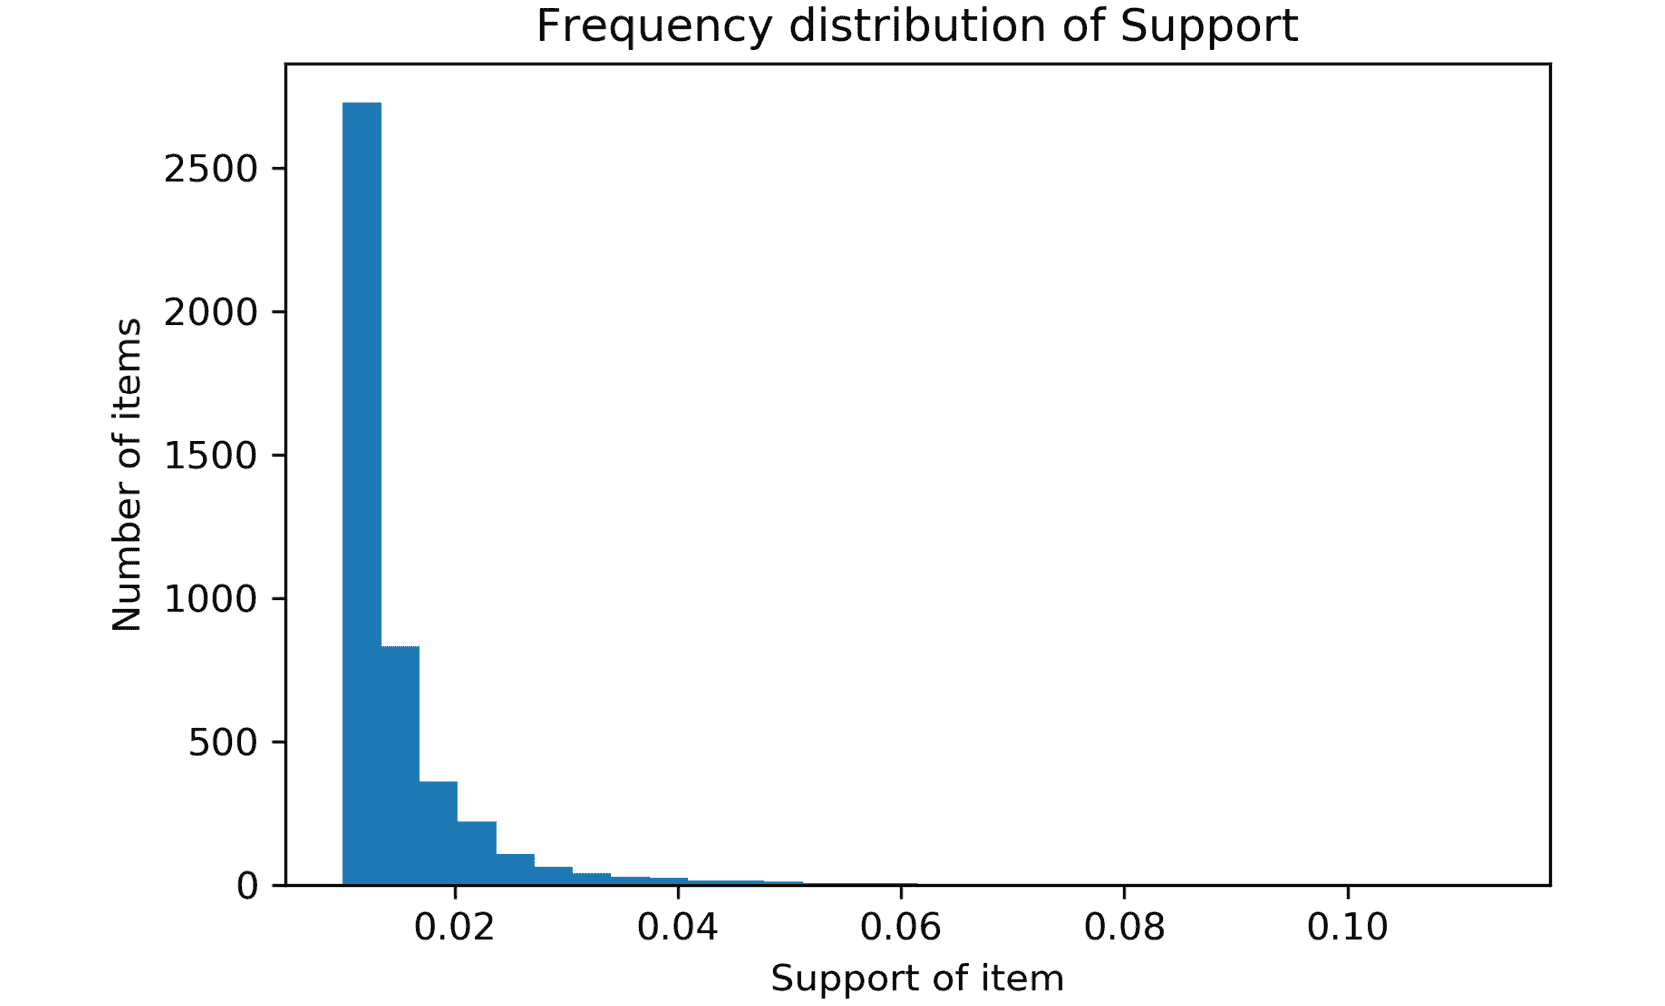 Frequency distribution of Support
Number of items
2500
2000
1500
1000
500
0
0.02 0.04 0.06 0.08 0.10
Support of item